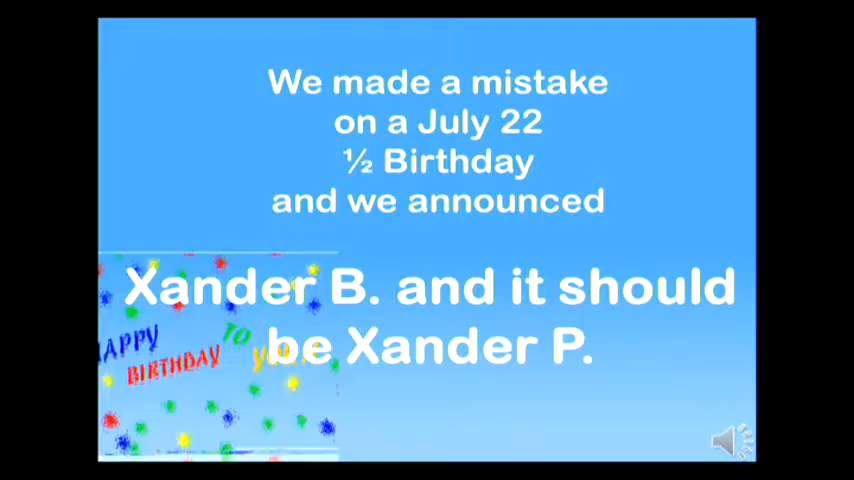 We made a mistake
on a July 22
½ Birthday
and we announced
Xander B. and it should
be Xander P.
HAPPY
BIRTHDAY
TO